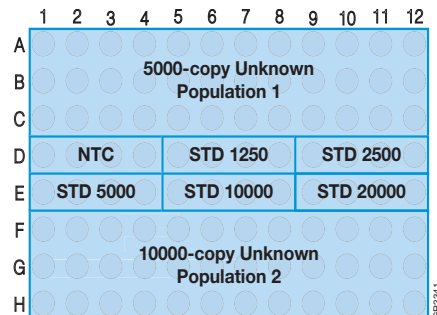 1 2 3 4 5 6 7 8 9 10 11 12
A
B
C
D
E
F
G
H
5000-copy Unknown
Population 1
NTC STD 1250 STD 2500
STD 5000 STD 10000 STD 20000
10000-copy Unknown
Population 2